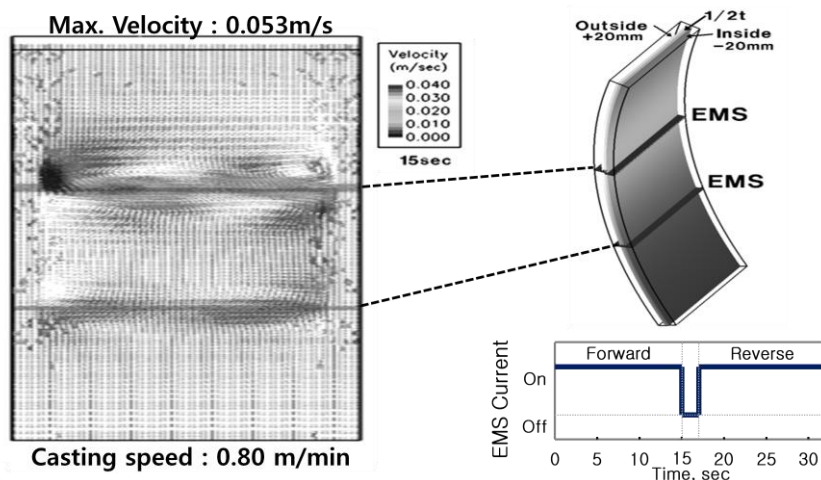 Max. Velocity : 0.053m/s
Velocity
(m/sec)
0.040
0.030
0.020
0.010
0.000
15sec
Casting speed : 0.80 m/min
1/2t
Outside
+20mm
Inside
-20mm
EMS
EMS
EMS Current
On
Off
Forward
Reverse
0 5 10 15 20 25 30
Time, sec